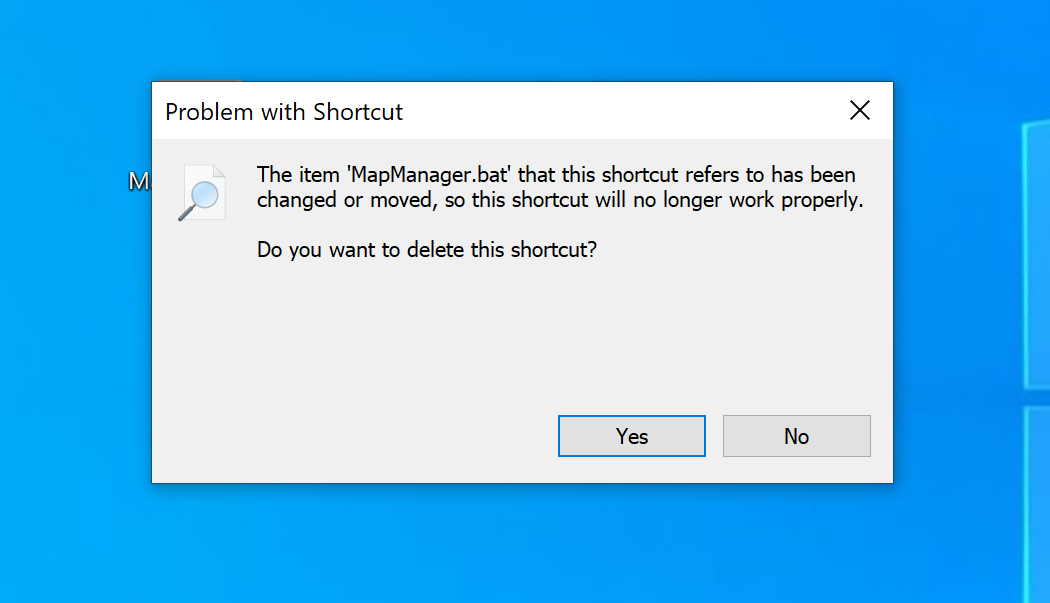 Problem with Shortcut
M
The item 'MapManager.bat' that this shortcut refers to has been
changed or moved, so this shortcut will no longer work properly.
Do you want to delete this shortcut?
Yes
No